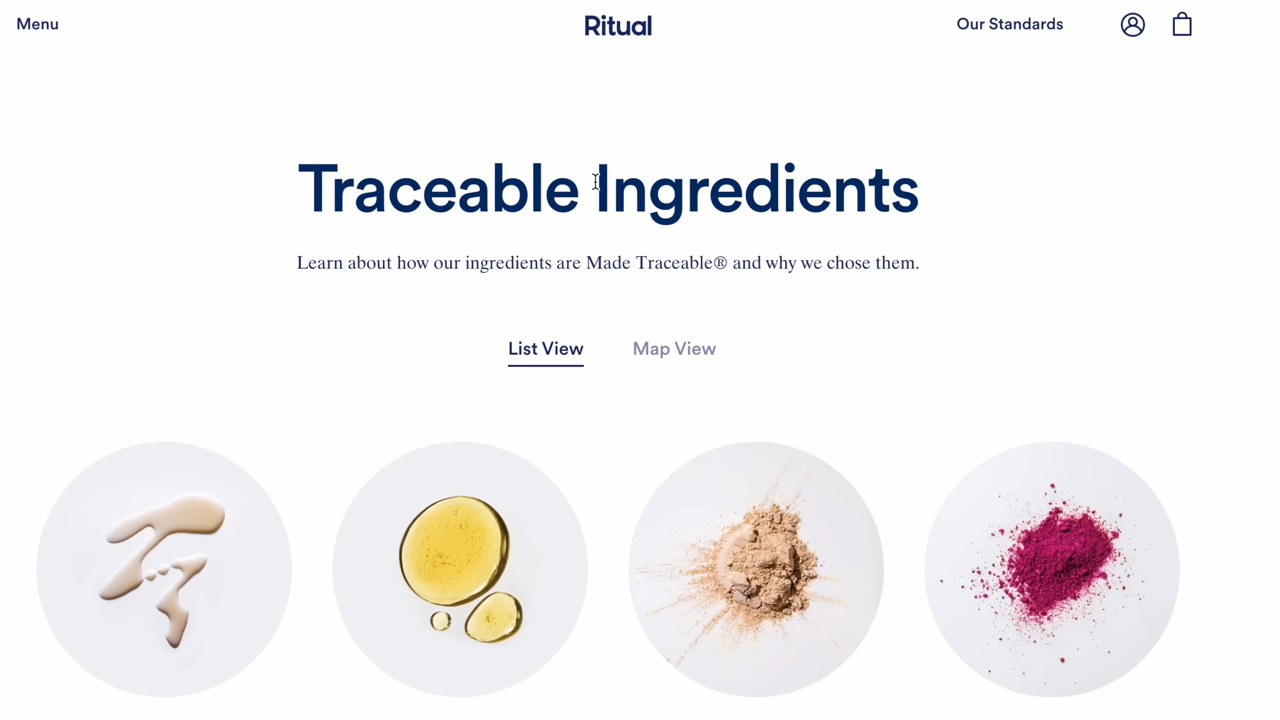 Menu
Ritual
Our Standards
Traceable Ingredients
Learn about how our ingredients are Made Traceable® and why we chose them.
List View
Map View